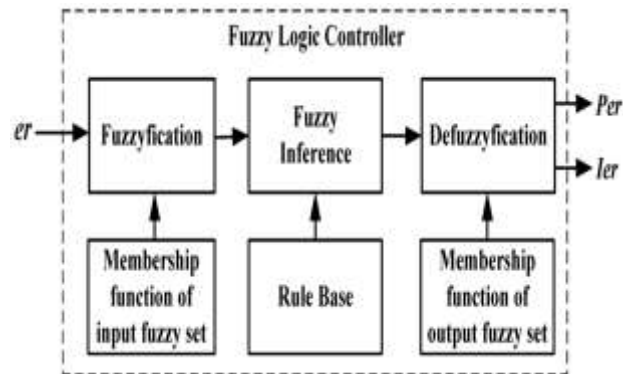 Fuzzy Logic Controller
er
Fuzzyfication
Fuzzy
Inference
Defuzzyfication
Per
Ier
Membership
function of
input fuzzy set
Rule Base
Membership
function of
output fuzzy set